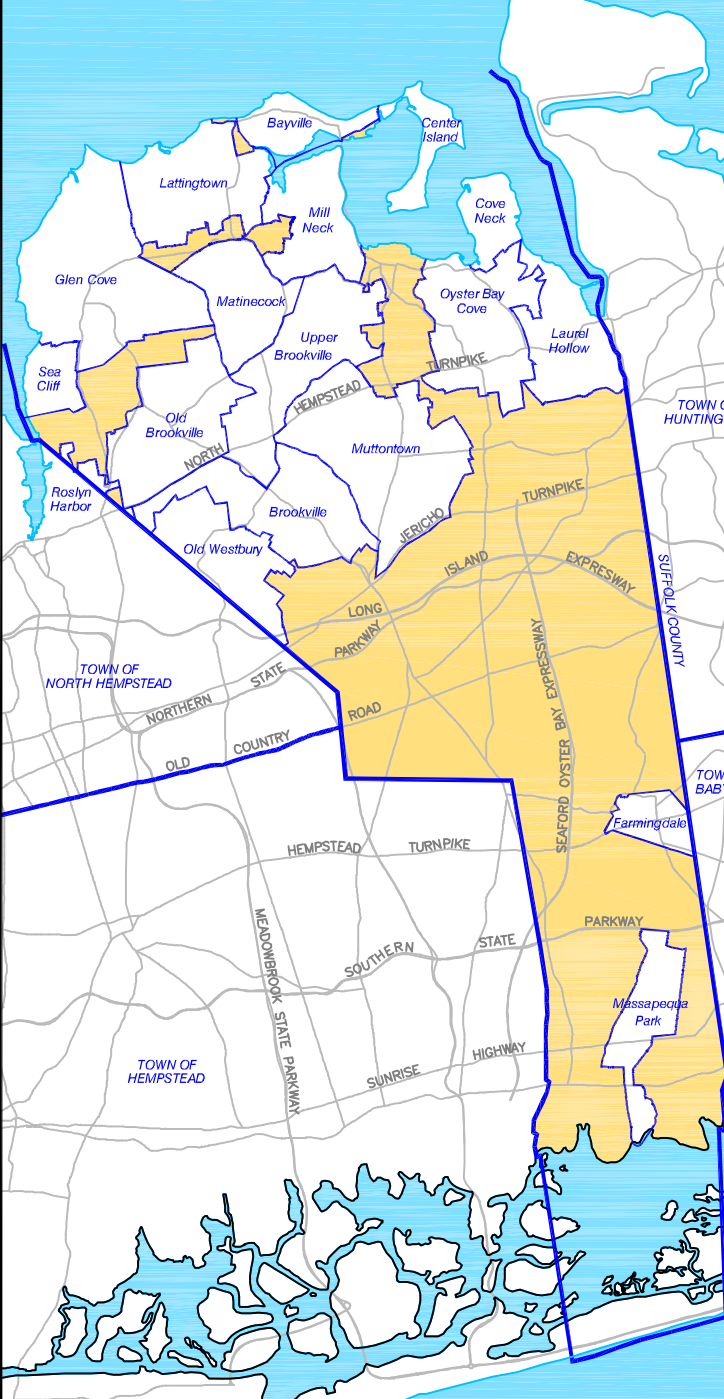 Bayville
Center
Island
Lattingtown
Cove
Neck
Mill
Neck
Glen Cove
Matinecock
Oyster Bay
Cove
Upper
Brookville
Laurel
Hollow
Sea
Cliff
TURNPIKE
HEMPSTEAD
NORTH
Old
Brookville
TOWN O
HUNTING
Muttontown
Roslyn
Harbor
TURNPIKE
JERICHO
Brookville
Old Westbury
ISLAND
EXPRESWAY
LONG
SUFFOLK COUNTY
PARKWAY
STATE
NORTHERN
TOWN OF
NORTH HEMPSTEAD
SEAFORD OYSTER BAY EXPRESSWAY
ROAD
COUNTRY
OLD
TOW
BAB
Farmingdale
HEMPSTEAD
TURNPIKE
PARKWAY
STATE
SOUTHERN
MEADOWBROOK STATE PARKWAY
Massapequa
Park
HIGHWAY
SUNRISE
TOWN OF
HEMPSTEAD